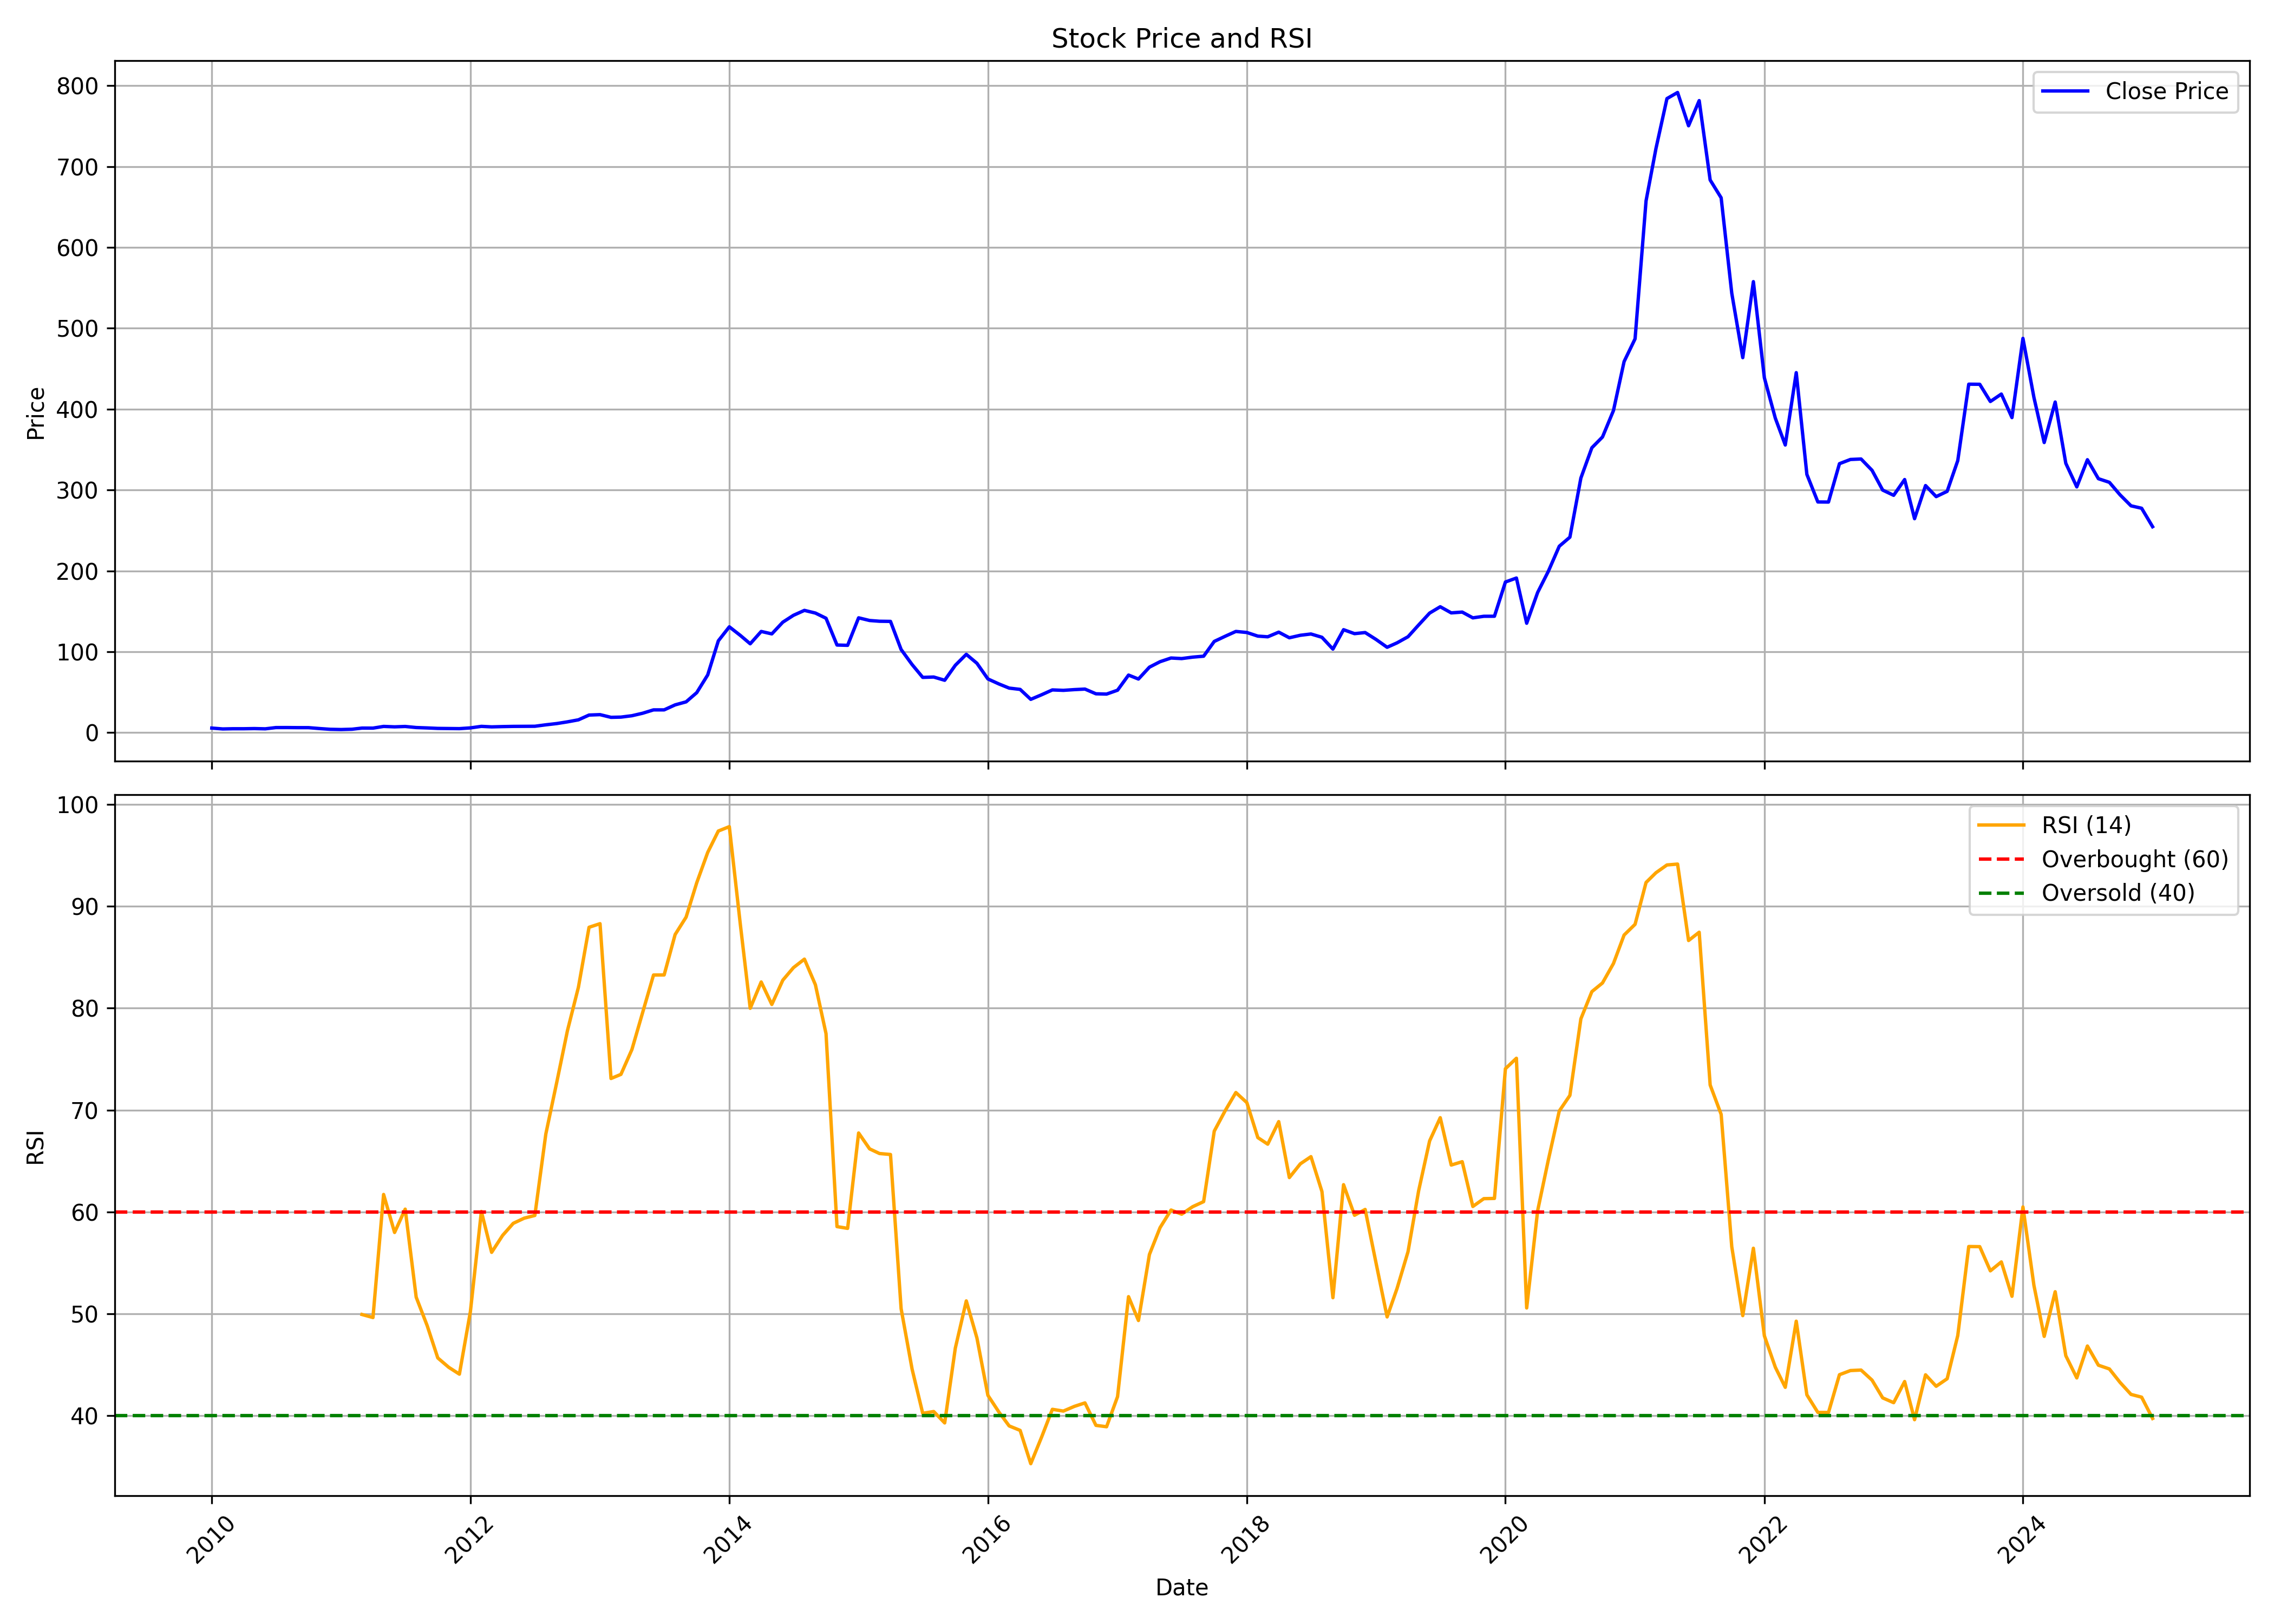 Stock Price and RSI
800
700
600
500
400
300
200
100
0
Price
Close Price
100
90
80
70
60
50
40
RSI
RSI (14)
Overbought (60)
Oversold (40)
2010 2012 2014 2016 2018 2020 2022 2024
Date